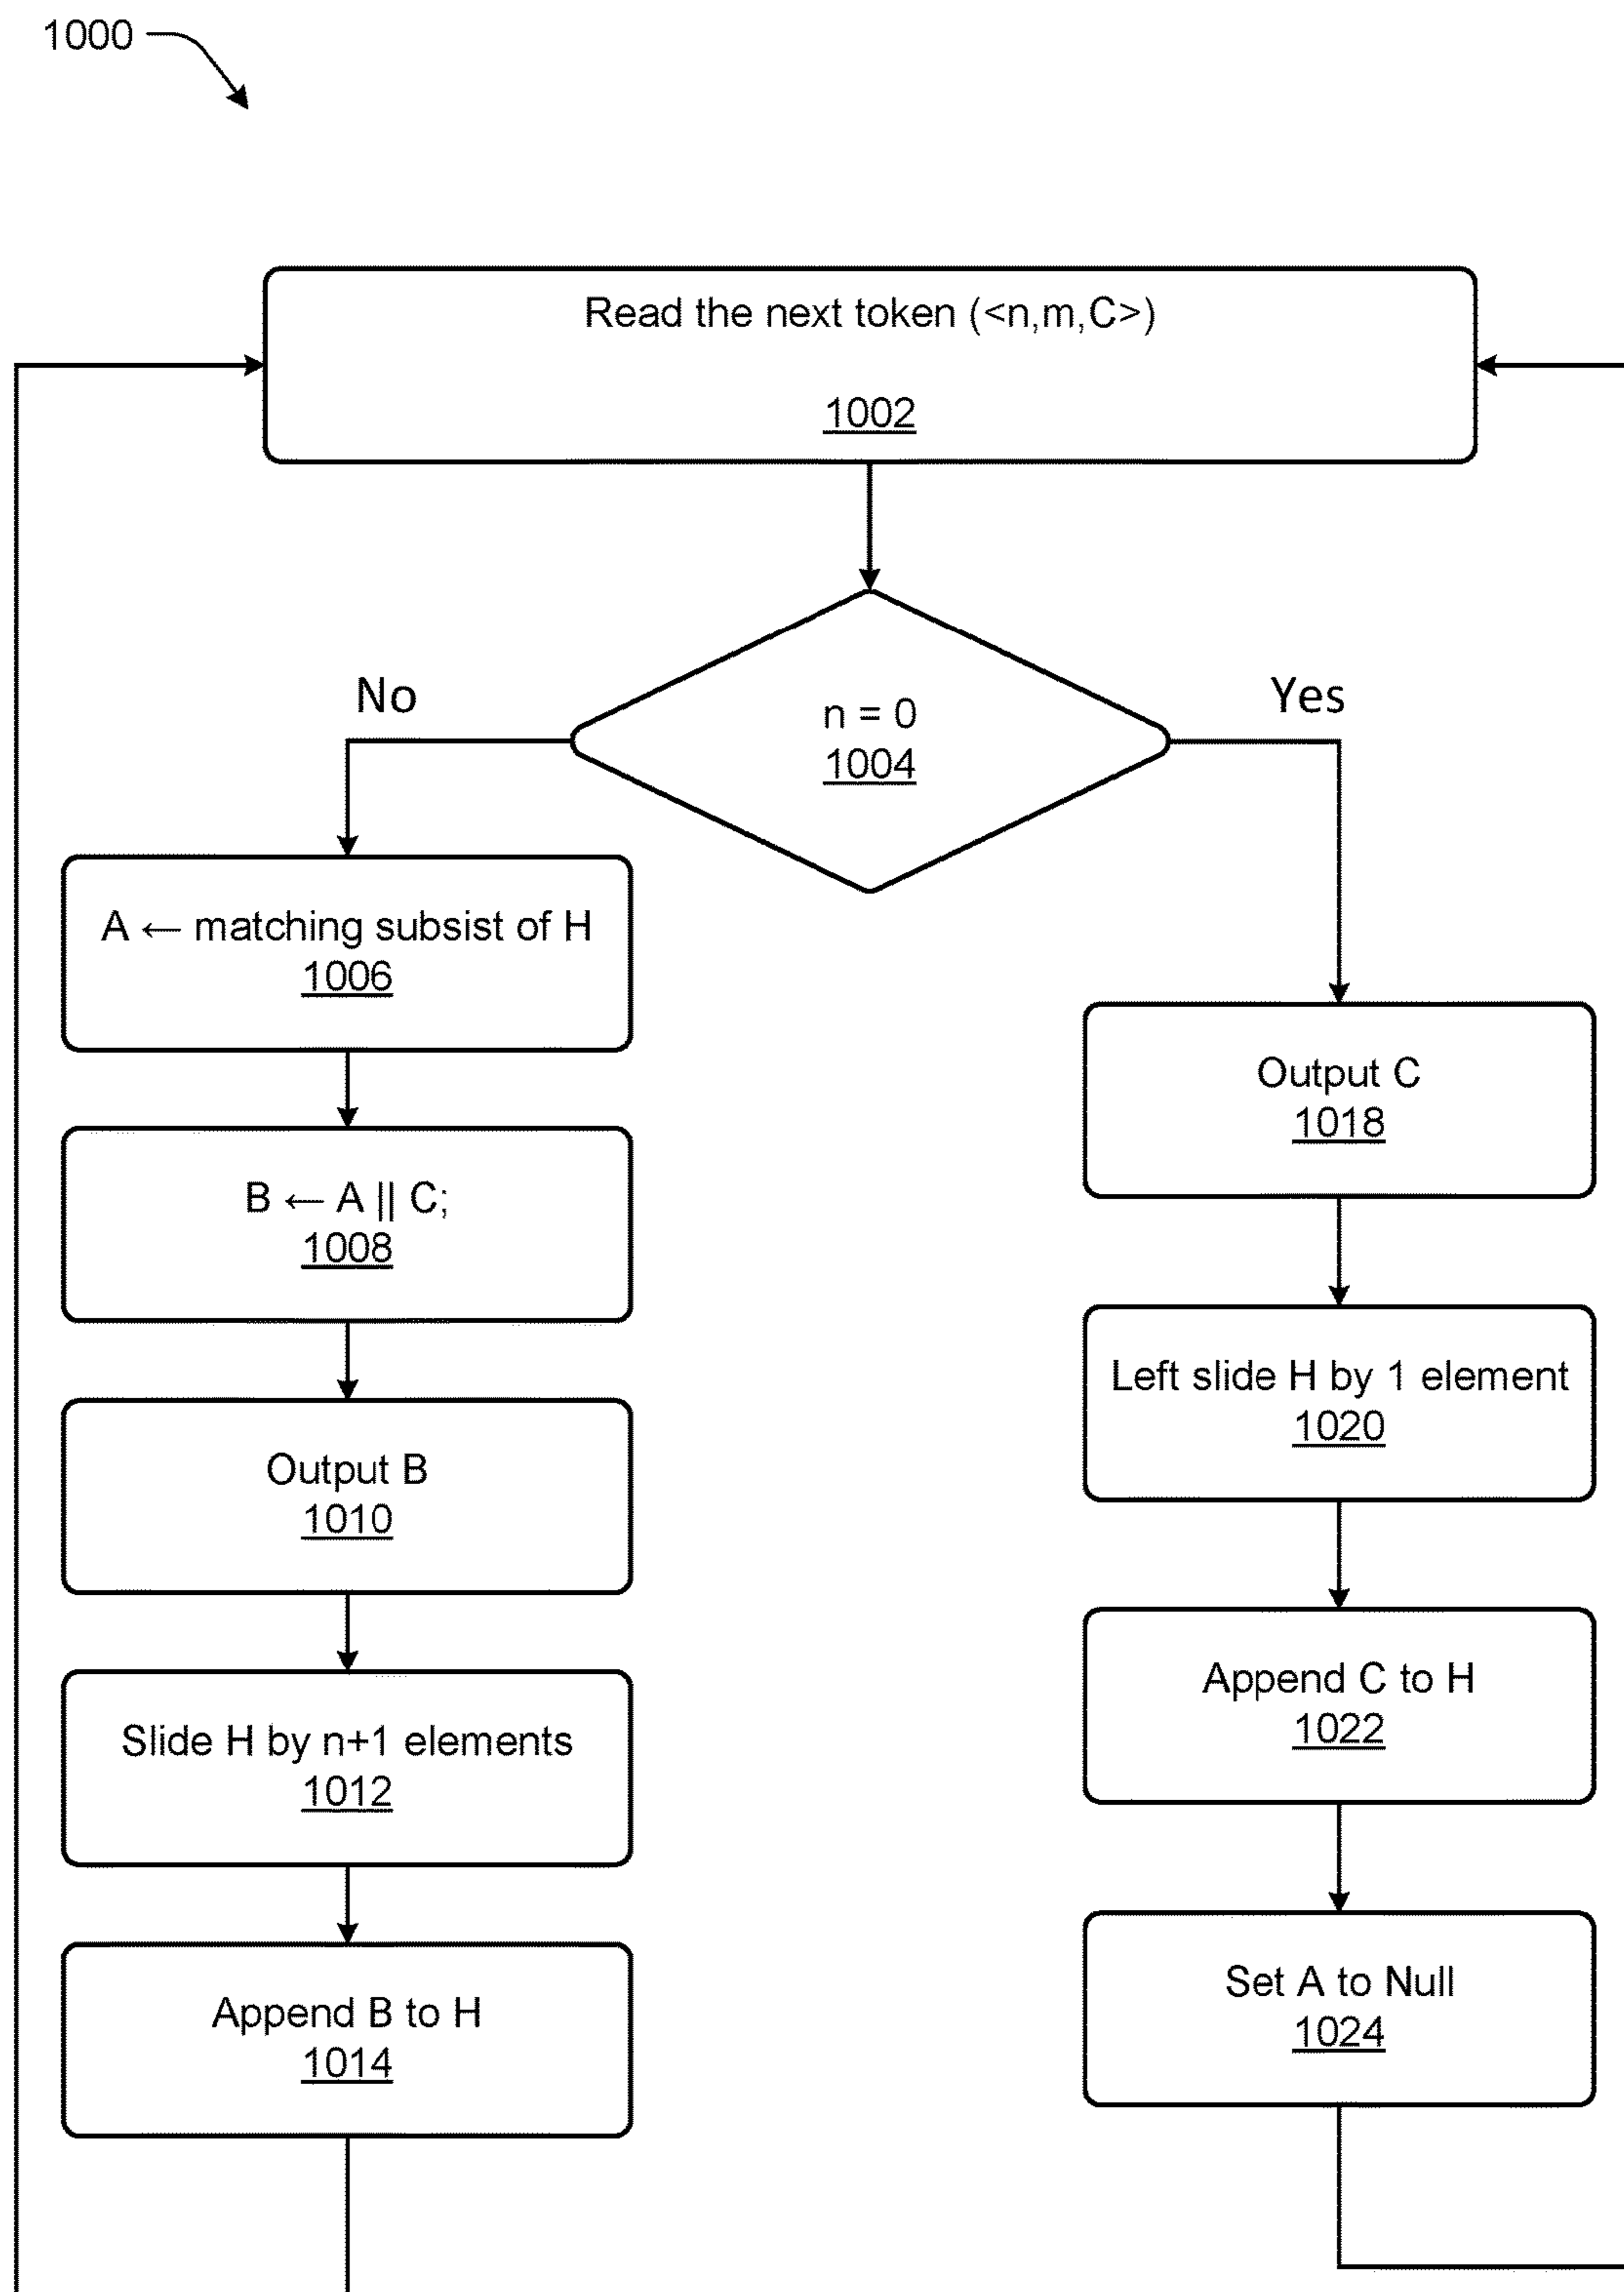 1000
Read the next token (<n,m,C>)
1002
No
Yes
n = 0
1004
A ← matching subsist of H
1006
B ← A || C;
1008
Output B
1010
Slide H by n+1 elements
1012
Append B to H
1014
Output C
1018
Left slide H by 1 element
1020
Append C to H
1022
Set A to Null
1024